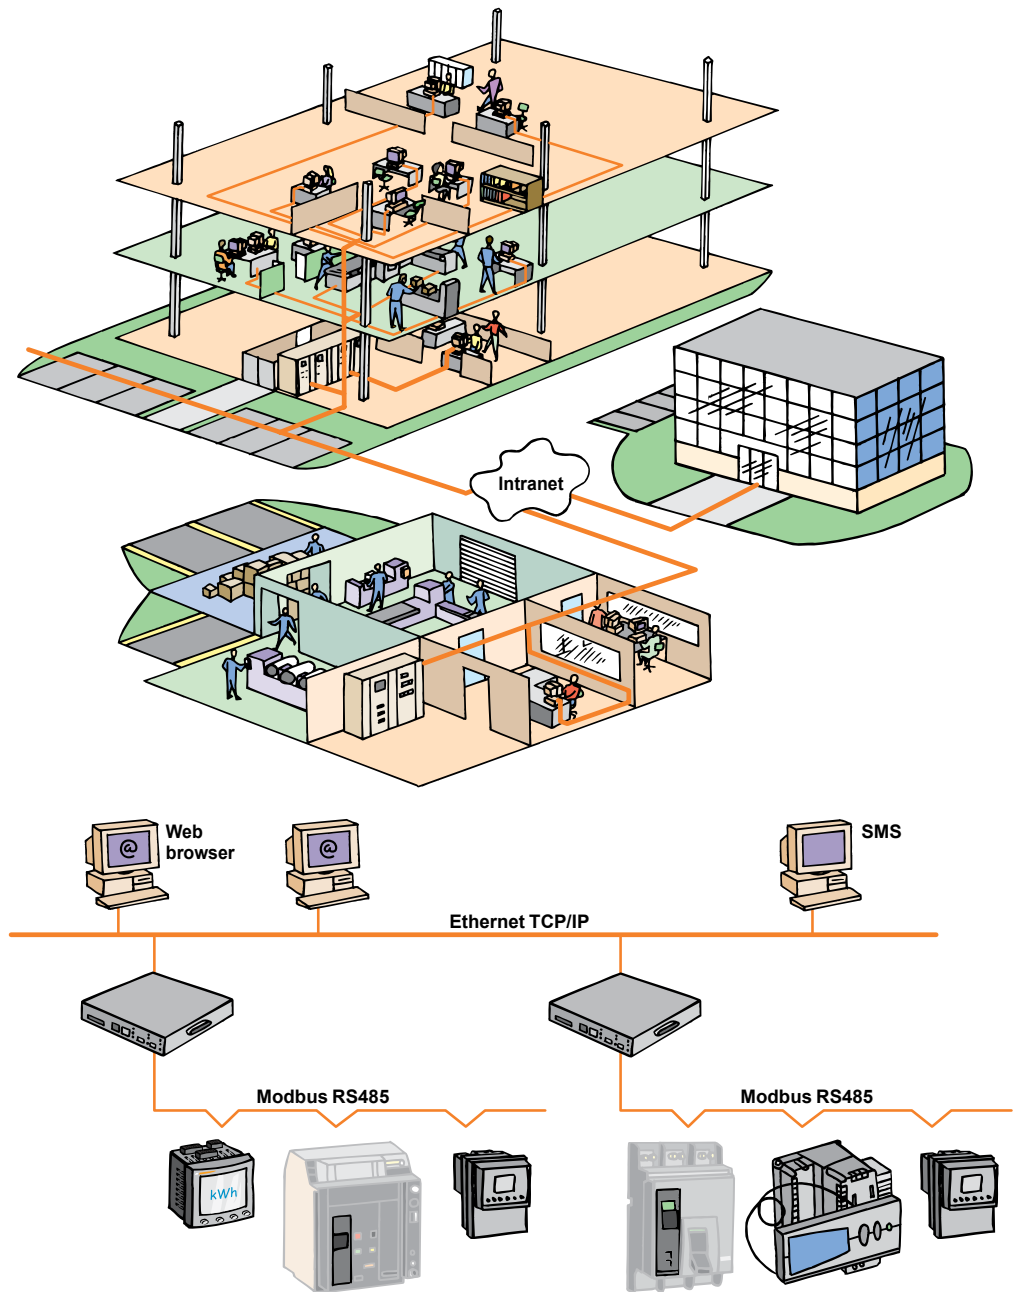 Intranet
Web
browser
@
@
SMS
Ethernet TCP/IP
Modbus RS485
Modbus RS485
kWh